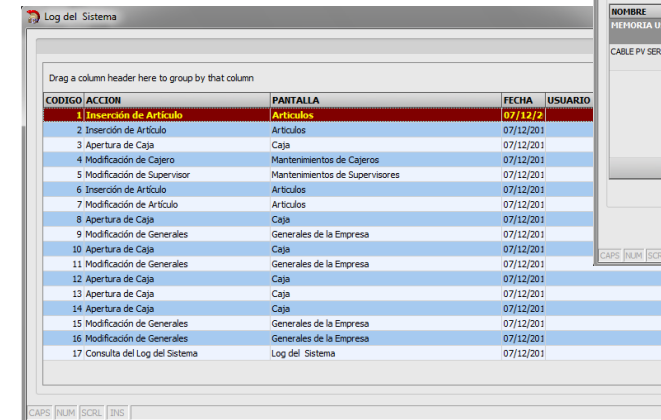 Log del Sistema
Drag a column header here to group by that column
CODIGO ACCION PANTALLA FECHA USUARIO
1 Inserción de Artículo Articulos 07/12/2
2 Inserción de Artículo Articulos 07/12/201
3 Apertura de Caja Caja 07/12/201
4 Modificación de Cajero Mantenimientos de Cajeros 07/12/201
5 Modificación de Supervisor Mantenimientos de Supervisores 07/12/201
6 Inserción de Artículo Articulos 07/12/201
7 Modificación de Artículo Articulos 07/12/201
8 Apertura de Caja Caja 07/12/201
9 Modificación de Generales Generales de la Empresa 07/12/201
10 Apertura de Caja Caja 07/12/201
11 Modificación de Generales Generales de la Empresa 07/12/201
12 Apertura de Caja Caja 07/12/201
13 Apertura de Caja Caja 07/12/201
14 Apertura de Caja Caja 07/12/201
15 Modificación de Generales Generales de la Empresa 07/12/201
16 Modificación de Generales Generales de la Empresa 07/12/201
17 Consulta del Log del Sistema Log del Sistema 07/12/201
CAPS NUM SCRL INS
NOMBRE
MEMORIA U
CABLE PV SER
CAPS NUM SCR